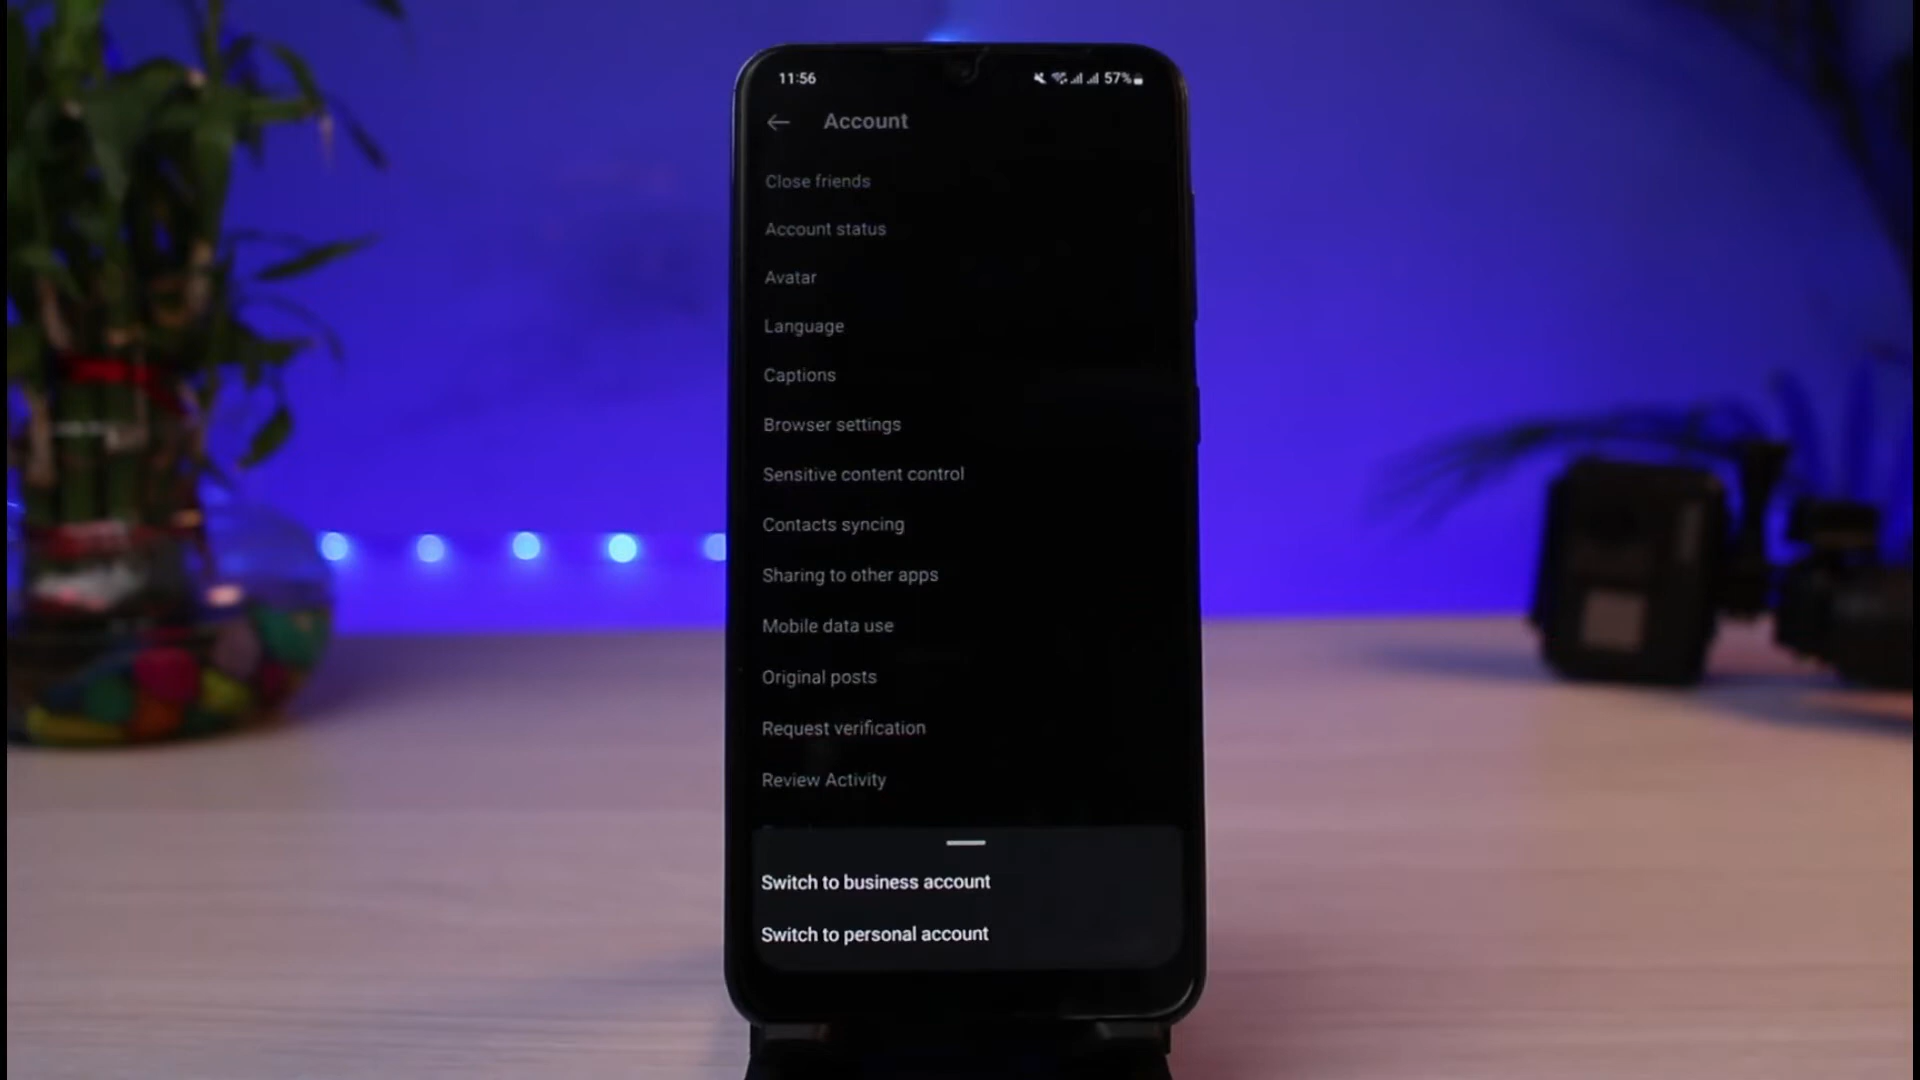 11:56
57%
Account
Close friends
Account status
Avatar
Language
Captions
Browser settings
Sensitive content control
Contacts syncing
Sharing to other apps
Mobile data use
Original posts
Request verification
Review Activity
Switch to business account
Switch to personal account